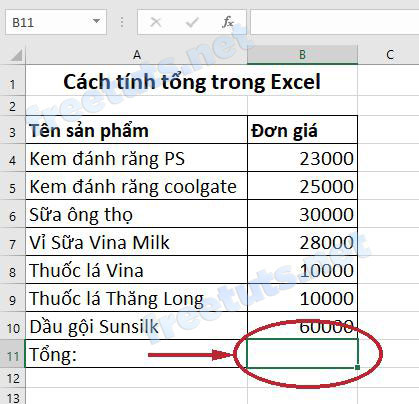 B11
fx
A B C
1 Cách tính tổng trong Excel
2
3 Tên sản phẩm Đơn giá
4 Kem đánh răng PS 23000
5 Kem đánh răng coolgate 25000
6 Sữa ông thọ 30000
7 Vỉ Sữa Vina Milk 28000
8 Thuốc lá Vina 10000
9 Thuốc lá Thăng Long 10000
10 Dầu gội Sunsilk 60000
11 Tổng:
12
13
freetuts.net
freetuts.net